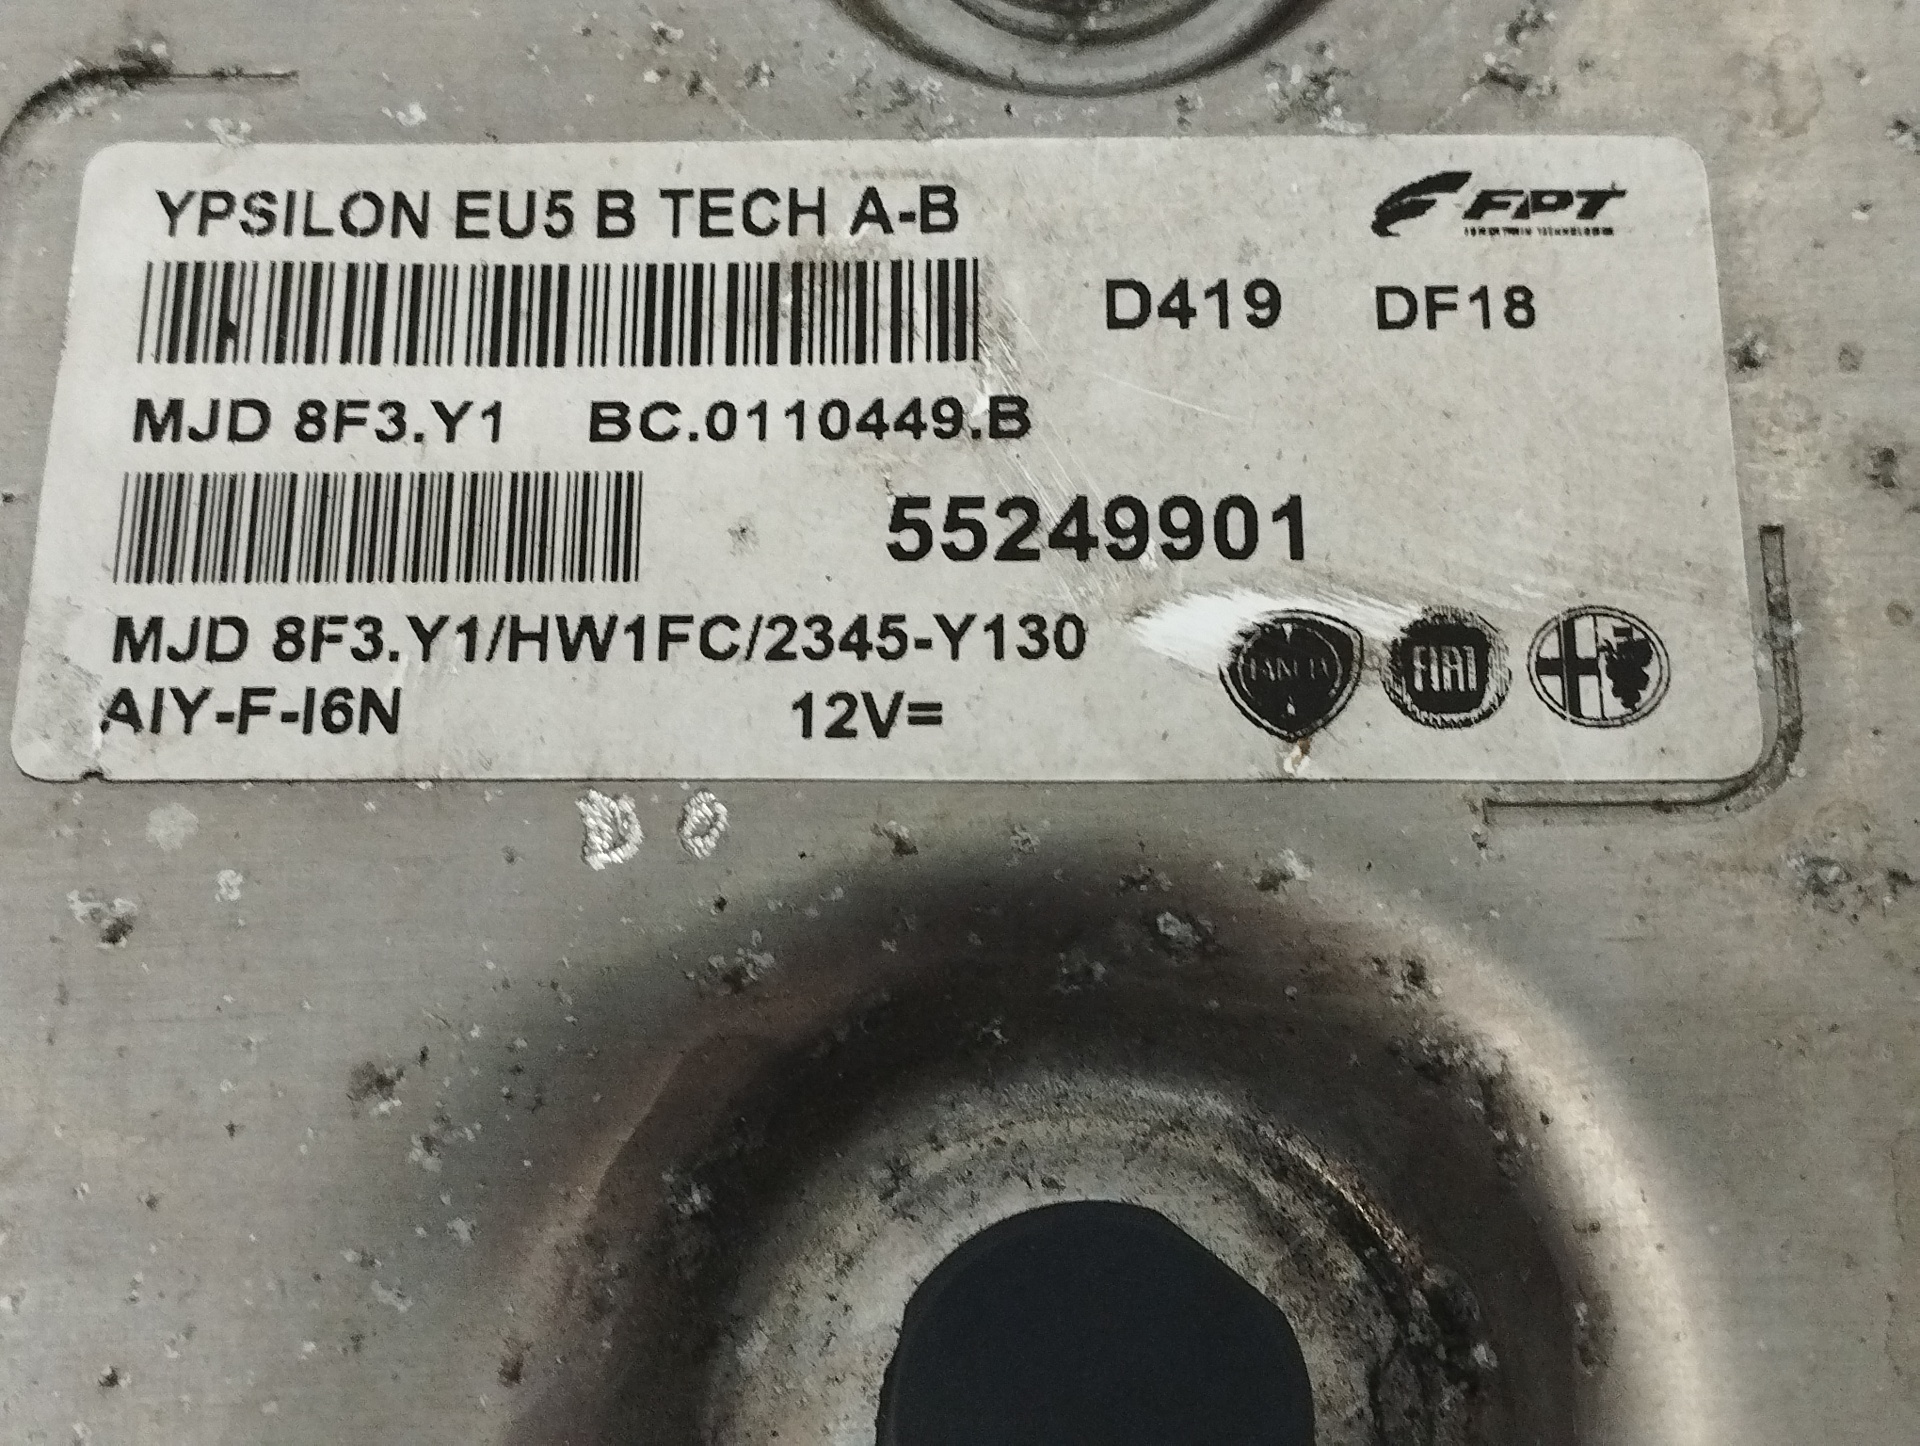 YPSILON EU5 B TECH A-B
FPT
D419 DF18
MJD 8F3.Y1 BC.0110449.B
55249901
MJD 8F3.Y1/HW1FC/2345-Y130
LANCIA FIAT
AIY-F-I6N 12V=
D O